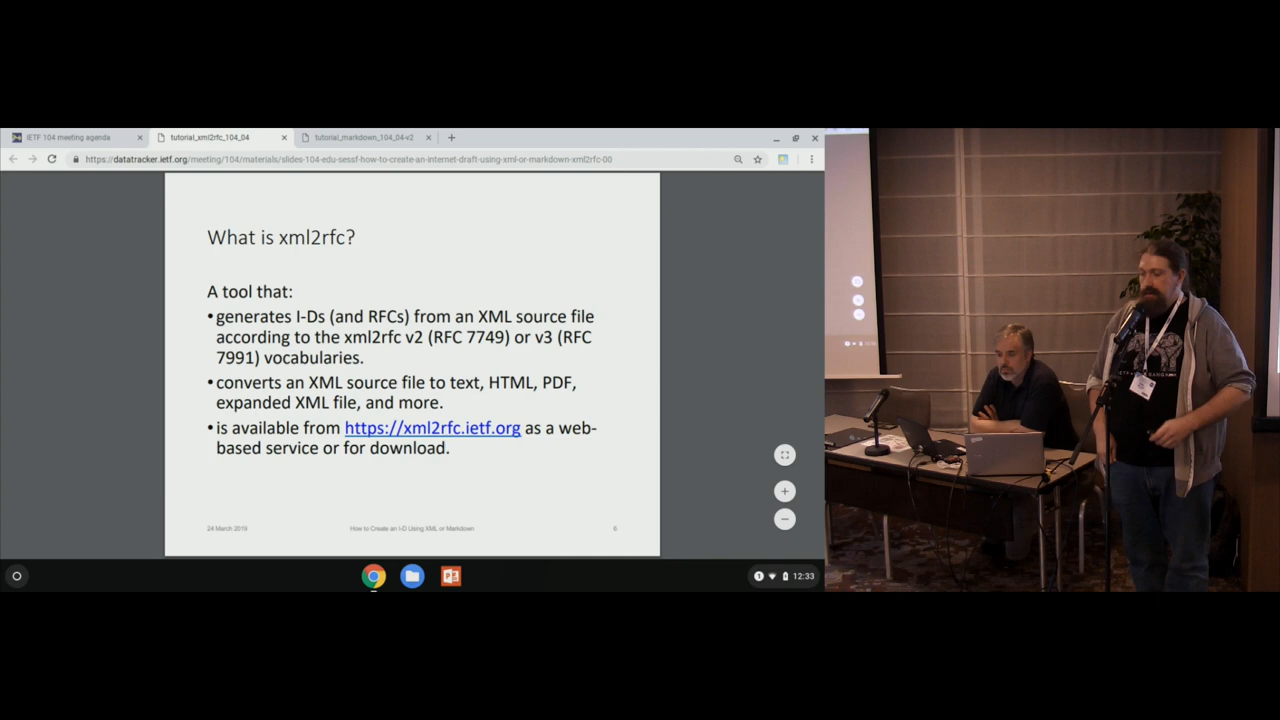 IETF 104 meeting agenda
tutorial_xml2rfc_104_04
tutorial_markdown_104_04-v2
https://datatracker.ietf.org/meeting/104/materials/slides-104-edu-sessf-how-to-create-an-internet-draft-using-xml-or-markdown-xml2rfc-00
What is xml2rfc?
A tool that:
•generates I-Ds (and RFCs) from an XML source file
according to the xml2rfc v2 (RFC 7749) or v3 (RFC
7991) vocabularies.
•converts an XML source file to text, HTML, PDF,
expanded XML file, and more.
•is available from https://xml2rfc.ietf.org as a web-
based service or for download.
24 March 2019
How to Create an I-D Using XML or Markdown
6
1
12:33